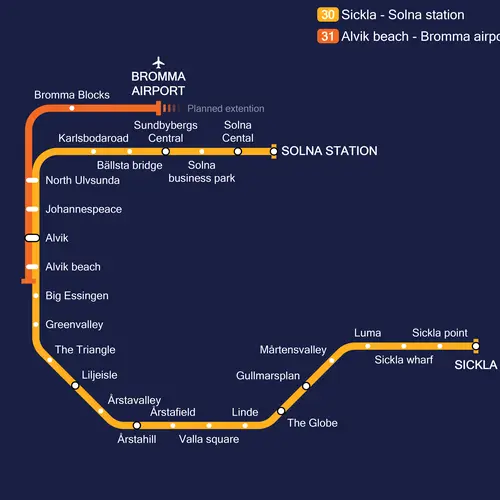 30 Sickla - Solna station
31 Alvik beach - Bromma airpo
BROMMA
AIRPORT
Bromma Blocks
Planned extention
Sundbybergs
Central
Solna
Cental
Karlsbodaroad
SOLNA STATION
Bällsta bridge
Solna
business park
North Ulvsunda
Johannespeace
Alvik
Alvik beach
Big Essingen
Greenvalley
The Triangle
Liljeisle
Årstavalley
Årstahill
Årstafield
Valla square
Linde
The Globe
Gullmarsplan
Mårtensvalley
Luma
Sickla wharf
Sickla point
SICKLA